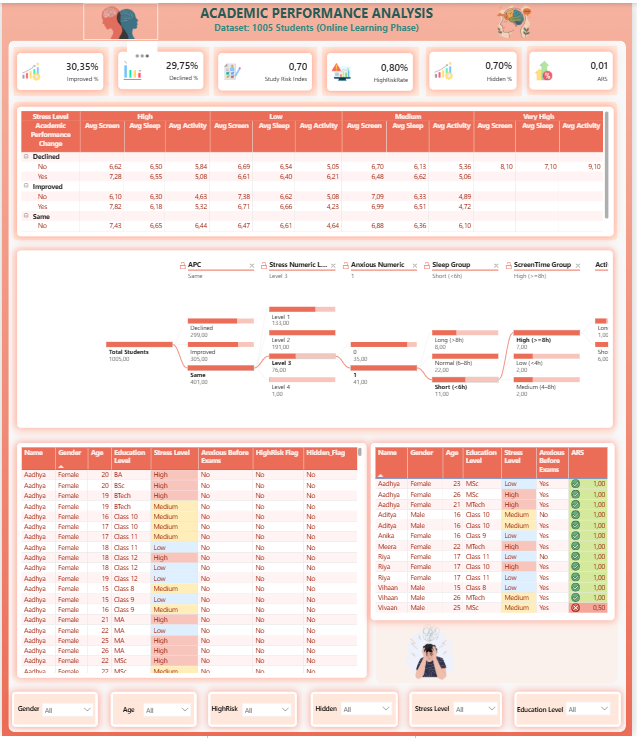 ACADEMIC PERFORMANCE ANALYSIS
Dataset: 1005 Students (Online Learning Phase)
30,35%
Improved %
29,75%
Declined %
0,70
Study Risk Index
0,80%
HighRiskRate
0,70%
Hidden %
0,01
ARS
Stress Level High Low Medium Very High
Academic Performance Change Avg Screen Avg Sleep Avg Activity Avg Screen Avg Sleep Avg Activity Avg Screen Avg Sleep Avg Activity Avg Screen Avg Sleep Avg Activity
Declined
No 6,62 6,50 5,84 6,69 6,54 5,05 6,70 6,13 5,36 8,10 7,10 9,10
Yes 7,28 6,55 5,08 6,61 6,40 6,21 6,48 6,62 5,06
Improved
No 6,10 6,30 4,63 7,38 6,62 5,08 7,09 6,33 4,89
Yes 7,82 6,18 5,32 6,71 6,66 4,23 6,99 6,51 4,72
Same
No 7,43 6,65 6,44 6,47 6,61 4,64 6,88 6,36 6,10
APC Stress Numeric L... Anxious Numeric Sleep Group ScreenTime Group Acti
Same Level 3 1 Short (<6h) High (>=8h)
Total Students
1005,00
Declined
299,00
Improved
305,00
Same
401,00
Level 1
133,00
Level 2
191,00
Level 3
76,00
Level 4
1,00
0
35,00
1
41,00
Long (>8h)
8,00
Normal (6–8h)
22,00
Short (<6h)
11,00
High (>=8h)
7,00
Low (<4h)
2,00
Medium (4–8h)
2,00
Lon
1,00
Sho
6,00
Name Gender Age Education Level Stress Level Anxious Before Exams HighRisk Flag Hidden_Flag
Aadhya Female 20 BA High No No No
Aadhya Female 20 BSc High No No No
Aadhya Female 19 BTech High No No No
Aadhya Female 19 BTech Medium No No No
Aadhya Female 16 Class 10 Medium No No No
Aadhya Female 17 Class 10 Medium No No No
Aadhya Female 17 Class 11 Medium No No No
Aadhya Female 18 Class 11 Low No No No
Aadhya Female 18 Class 12 High No No No
Aadhya Female 18 Class 12 Low No No No
Aadhya Female 19 Class 12 Low No No No
Aadhya Female 15 Class 8 Medium No No No
Aadhya Female 15 Class 9 Low No No No
Aadhya Female 16 Class 9 Medium No No No
Aadhya Female 21 MA High No No No
Aadhya Female 22 MA Low No No No
Aadhya Female 25 MA High No No No
Aadhya Female 26 MA High No No No
Aadhya Female 22 MSc High No No No
Aadhya Female 22 MSc Medium No No No
Name Gender Age Education Level Stress Level Anxious Before Exams ARS
Aadhya Female 23 MSc Low Yes 1,00
Aadhya Female 26 MSc High Yes 1,00
Aadhya Female 21 MTech High Yes 1,00
Aditya Male 16 Class 10 Medium No 1,00
Aditya Male 16 Class 10 Medium Yes 1,00
Anika Female 16 Class 9 Low Yes 1,00
Meera Female 22 MTech High Yes 1,00
Riya Female 17 Class 11 Low No 1,00
Riya Female 17 Class 10 High Yes 1,00
Riya Female 17 Class 11 Low Yes 1,00
Vihaan Male 15 Class 8 Low Yes 1,00
Vihaan Male 26 MTech Medium Yes 1,00
Vivaan Male 25 MSc Medium Yes 0,50
Gender All
Age All
HighRisk All
Hidden All
Stress Level All
Education Level All